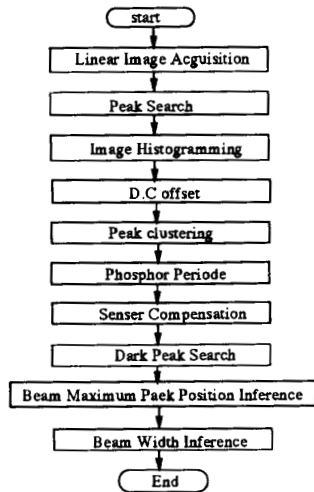 start
Linear Image Acguisition
Peak Search
Image Histogramming
D.C offset
Peak clustering
Phosphor Periode
Senser Compensation
Dark Peak Search
Beam Maximum Paek Position Inference
Beam Width Inference
End